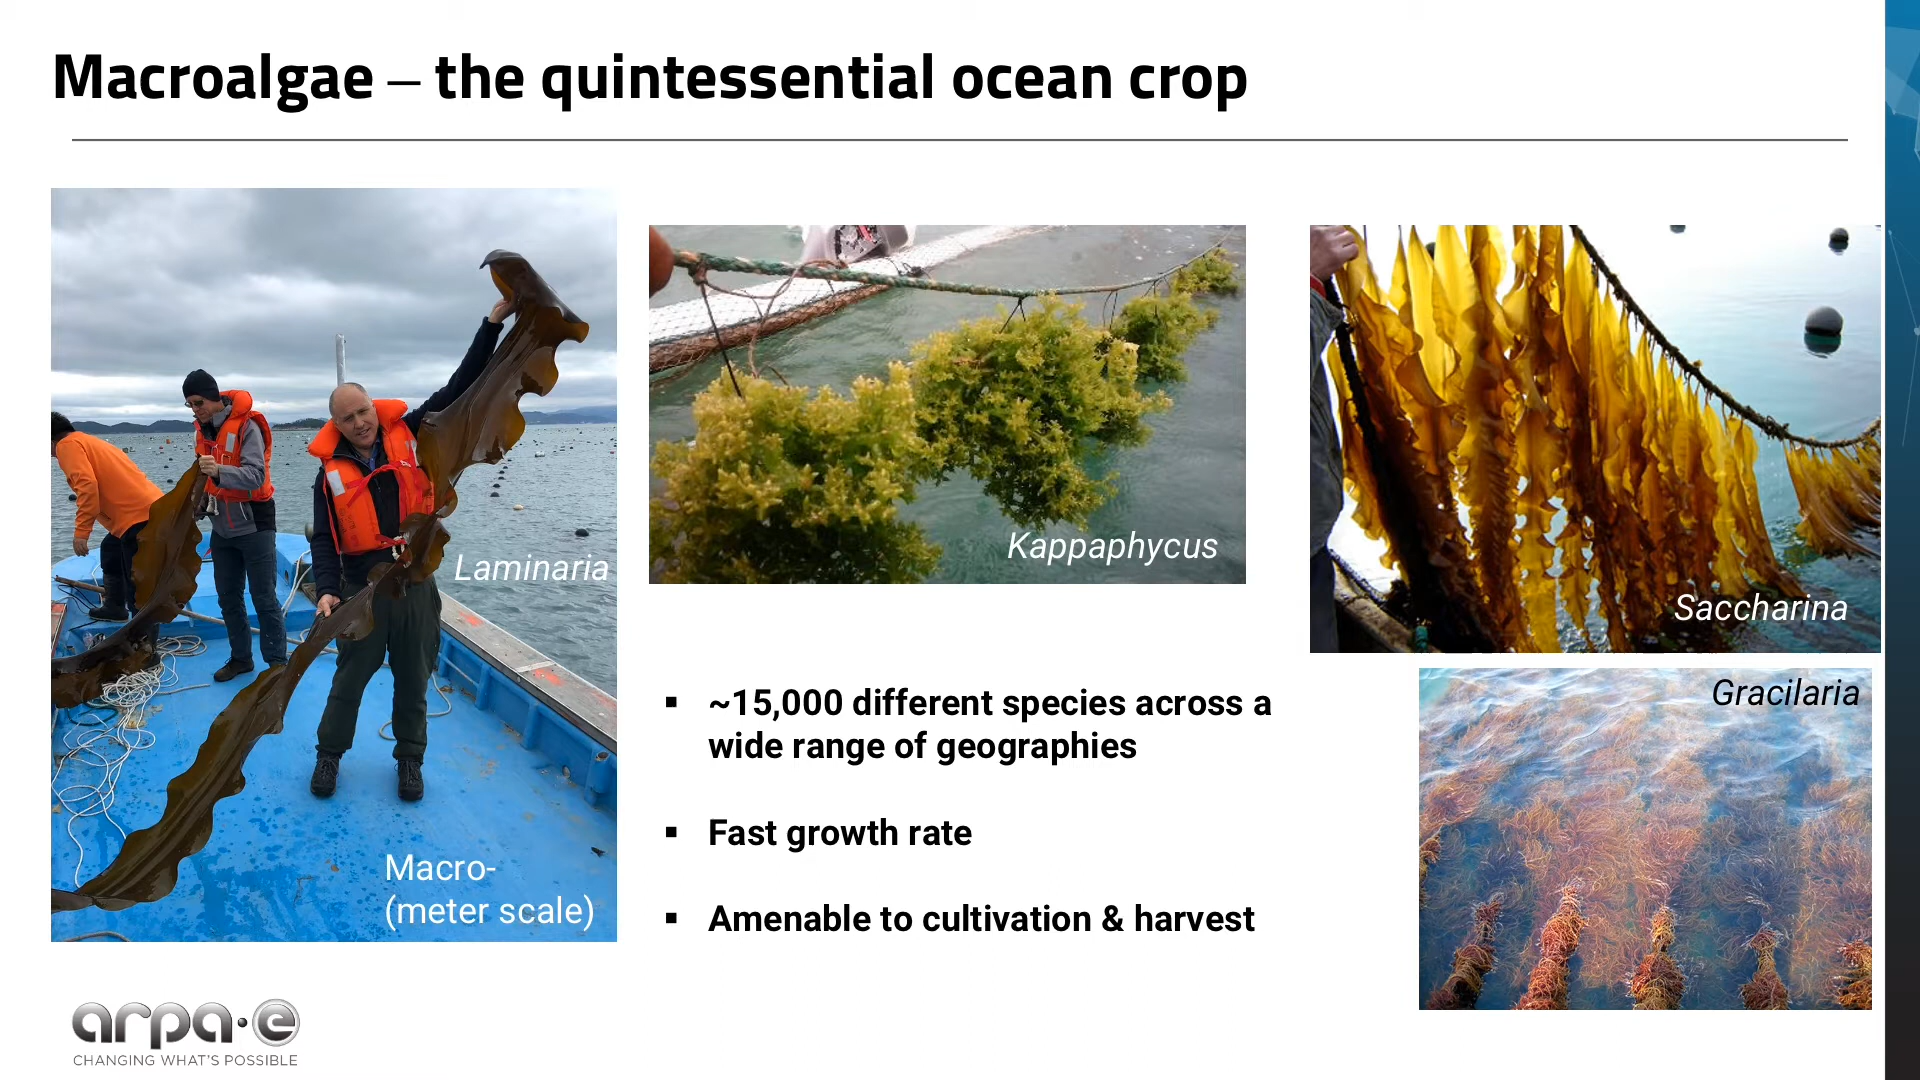 Macroalgae – the quintessential ocean crop
Laminaria
Macro-
(meter scale)
Kappaphycus
Saccharina
Gracilaria
▪ ~15,000 different species across a
wide range of geographies
▪ Fast growth rate
▪ Amenable to cultivation & harvest
arpa·e
CHANGING WHAT'S POSSIBLE